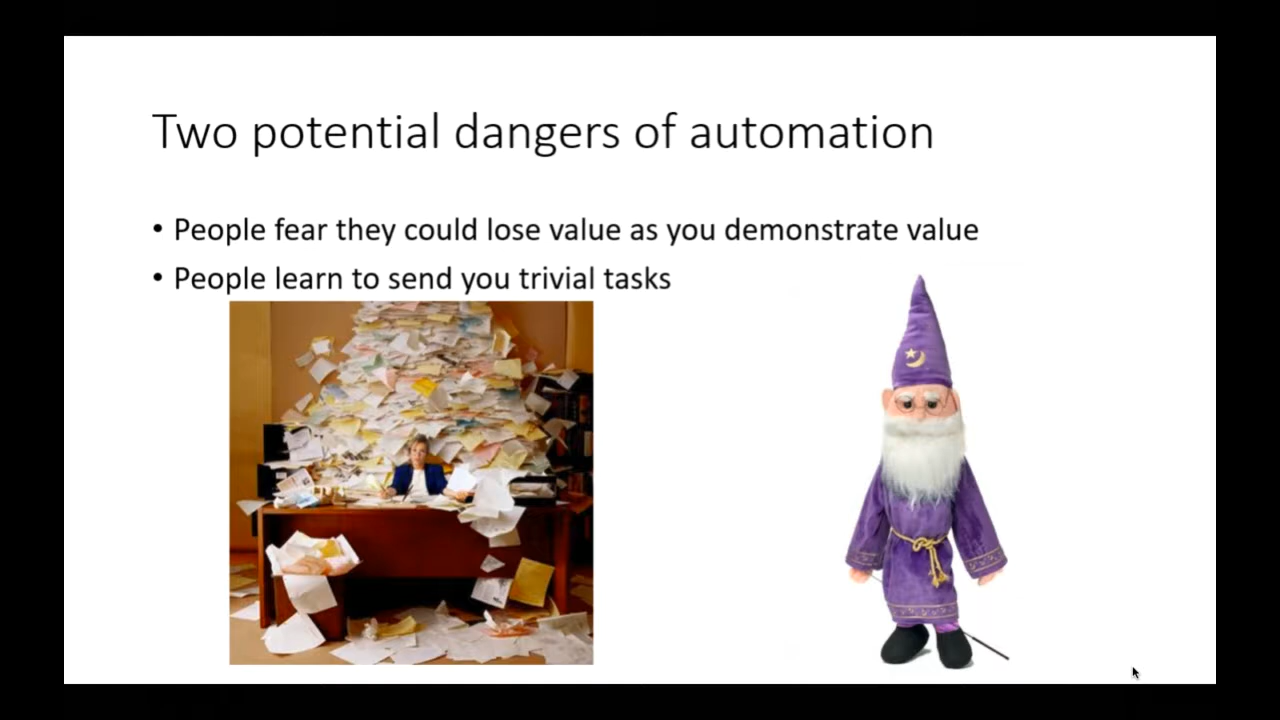 Two potential dangers of automation
• People fear they could lose value as you demonstrate value
• People learn to send you trivial tasks